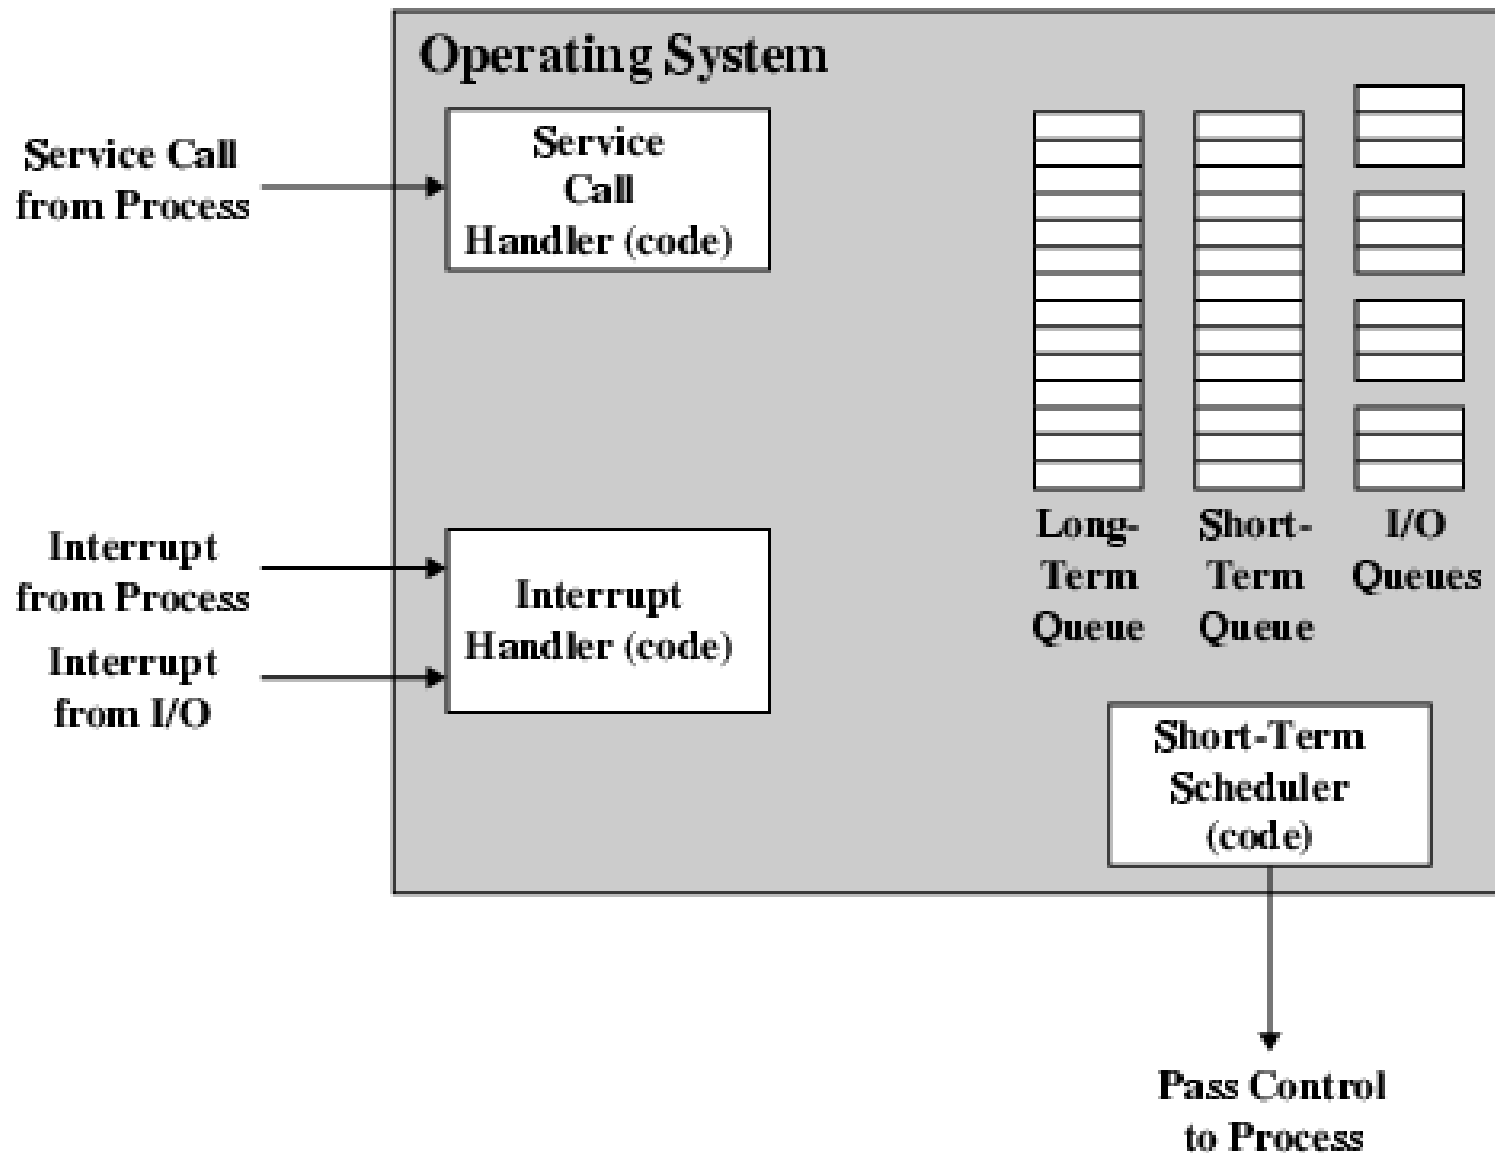 Operating System
Service Call
from Process
Service
Call
Handler (code)
Interrupt
from Process
Interrupt
from I/O
Interrupt
Handler (code)
Long-
Term
Queue
Short-
Term
Queue
I/O
Queues
Short-Term
Scheduler
(code)
Pass Control
to Process